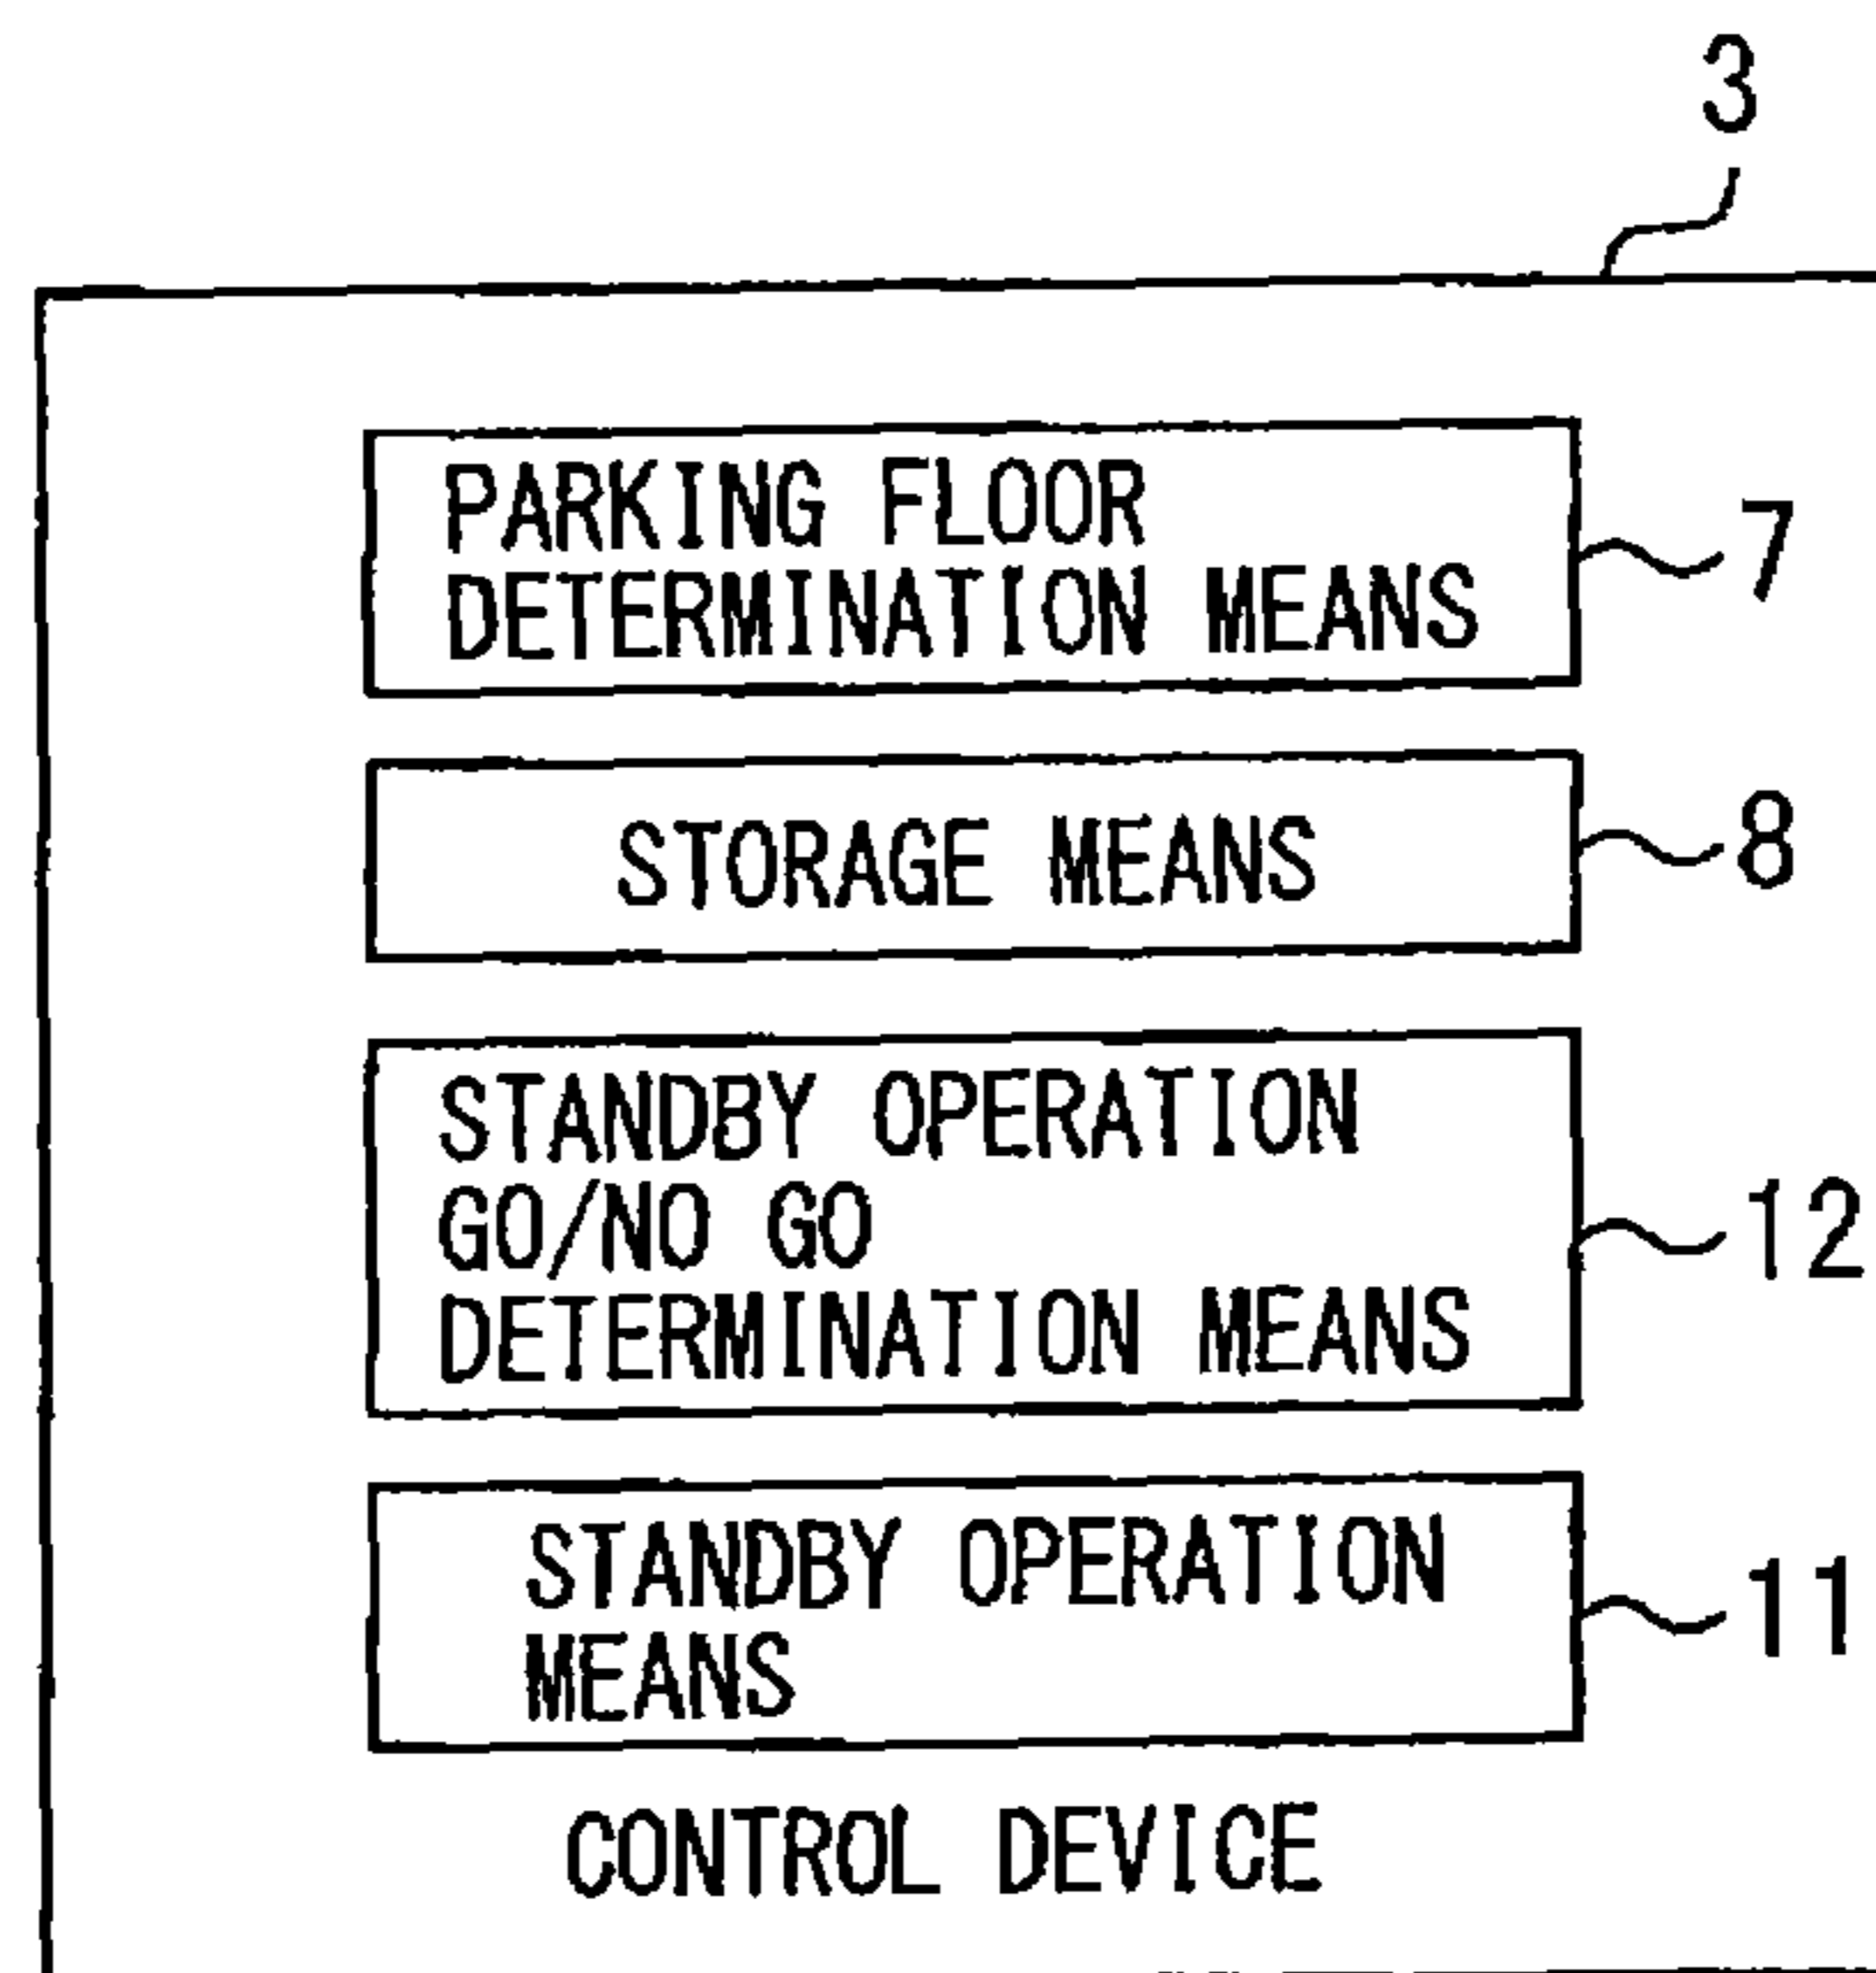 3
PARKING FLOOR
DETERMINATION MEANS
7
STORAGE MEANS
8
STANDBY OPERATION
GO/NO GO
DETERMINATION MEANS
12
STANDBY OPERATION
MEANS
11
CONTROL DEVICE